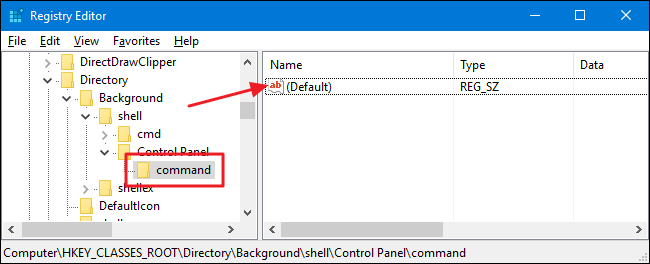 Registry Editor
File Edit View Favorites Help
DirectDrawClipper
Directory
Background
shell
cmd
Control Panel
command
shellex
DefaultIcon
Name Type Data
ab (Default) REG_SZ
Computer\HKEY_CLASSES_ROOT\Directory\Background\shell\Control Panel\command